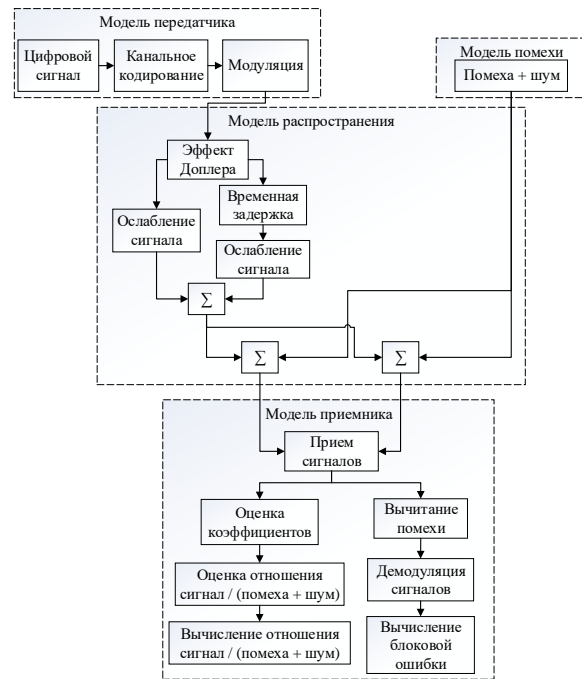 Модель передатчика
Цифровой
сигнал
Канальное
кодирование
Модуляция
Модель помехи
Помеха + шум
Модель распространения
Эффект
Доплера
Временная
задержка
Ослабление
сигнала
Ослабление
сигнала
∑
∑
∑
Модель приемника
Прием
сигналов
Оценка
коэффициентов
Вычитание
помехи
Оценка отношения
сигнал / (помеха + шум)
Демодуляция
сигналов
Вычисление отношения
сигнал / (помеха + шум)
Вычисление
блоковой
ошибки